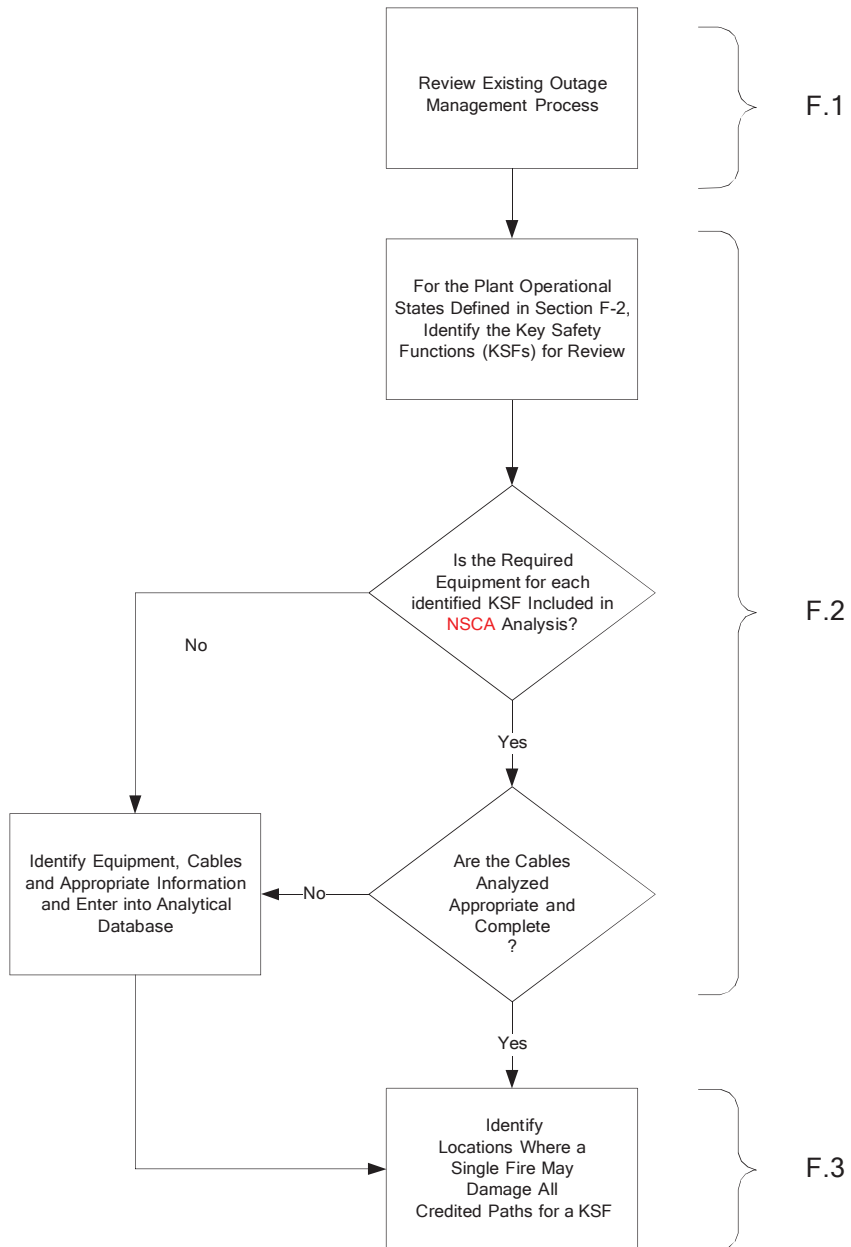 Review Existing Outage
Management Process
F.1
For the Plant Operational
States Defined in Section F-2,
Identify the Key Safety
Functions (KSFs) for Review
Is the Required
Equipment for each
identified KSF Included in
NSCA Analysis?
F.2
No
Yes
Identify Equipment, Cables
and Appropriate Information
and Enter into Analytical
Database
No
Are the Cables
Analyzed
Appropriate and
Complete
?
Yes
Identify
Locations Where a
Single Fire May
Damage All
Credited Paths for a KSF
F.3